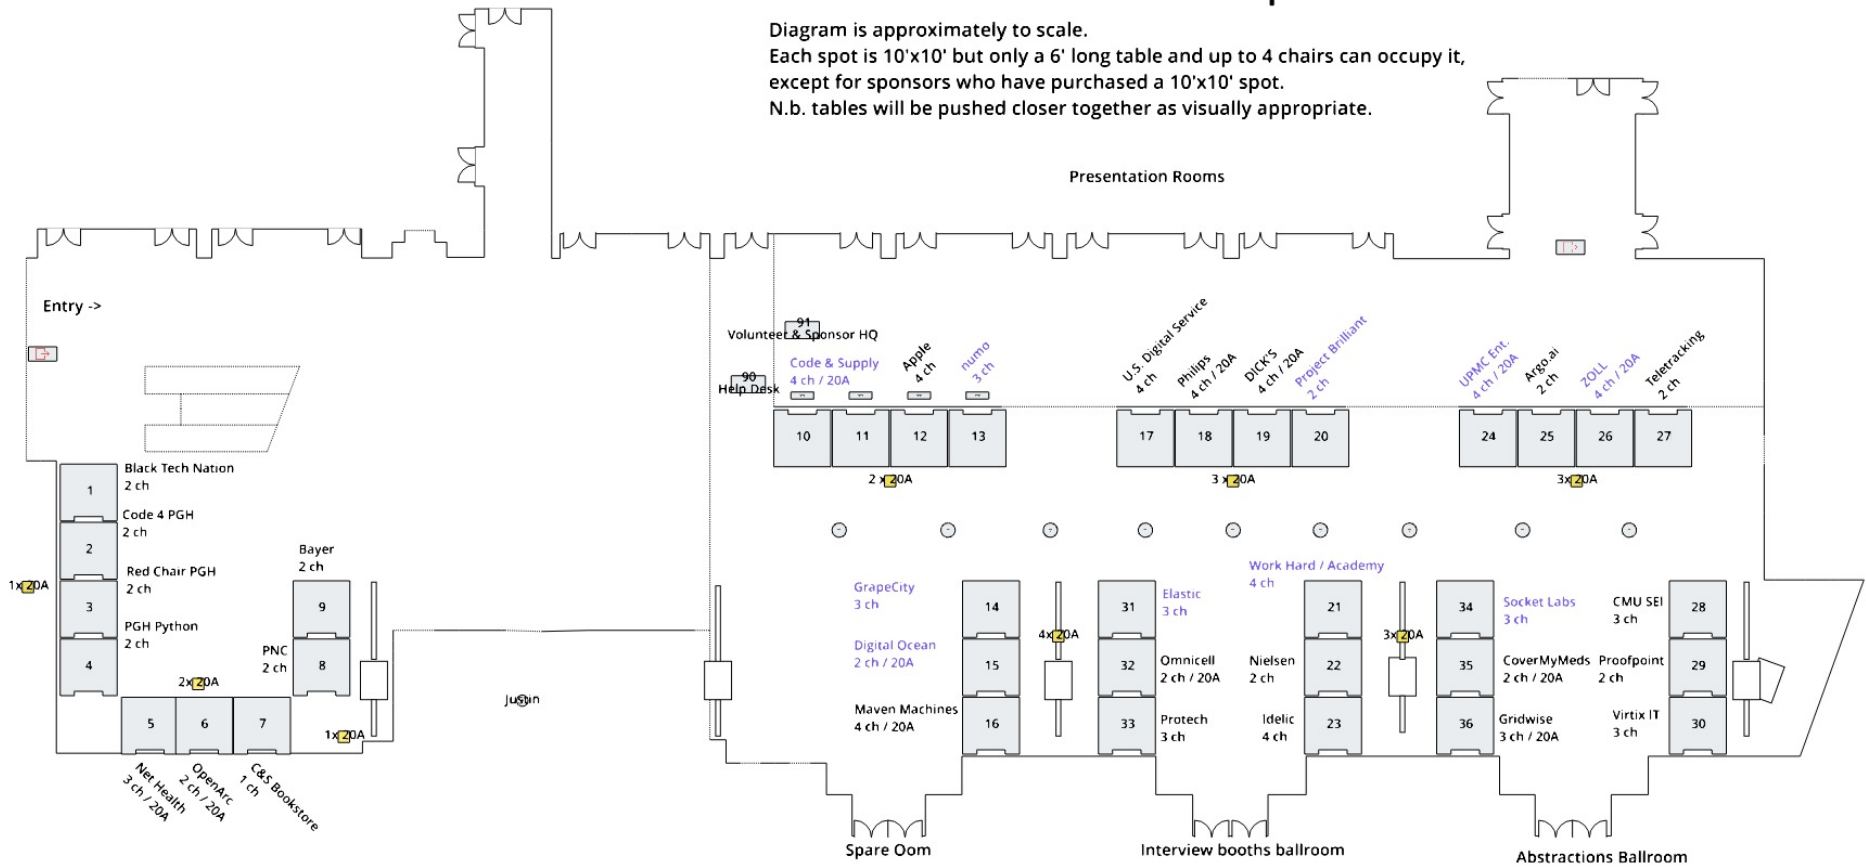 Diagram is approximately to scale.
Each spot is 10'x10' but only a 6' long table and up to 4 chairs can occupy it,
except for sponsors who have purchased a 10'x10' spot.
N.b. tables will be pushed closer together as visually appropriate.
Presentation Rooms
Entry ->
91
Volunteer & Sponsor HQ
90
Help Desk
Code & Supply
4 ch / 20A
Apple
4 ch
numo
3 ch
U.S. Digital Service
4 ch
Philips
4 ch / 20A
DICK'S
4 ch / 20A
Project Brilliant
2 ch
UPMC Ent.
4 ch / 20A
Argo.ai
2 ch
ZOLL
4 ch / 20A
Teletracking
2 ch
10
11
12
13
17
18
19
20
24
25
26
27
2 x 20A
3 x 20A
3x 20A
1
Black Tech Nation
2 ch
2
Code 4 PGH
2 ch
3
Red Chair PGH
2 ch
4
PGH Python
2 ch
1x 20A
Bayer
2 ch
9
PNC
2 ch
8
2x 20A
5
6
7
1x 20A
Net Health
3 ch / 20A
OpenArc
2 ch / 20A
C&S Bookstore
1 ch
Justin
GrapeCity
3 ch
14
Digital Ocean
2 ch / 20A
15
Maven Machines
4 ch / 20A
16
4x 20A
31
Elastic
3 ch
32
Omnicell
2 ch / 20A
33
Protech
3 ch
Work Hard / Academy
4 ch
21
Nielsen
2 ch
22
Idelic
4 ch
23
3x 20A
34
Socket Labs
3 ch
35
CoverMyMeds
2 ch / 20A
36
Gridwise
3 ch / 20A
CMU SEI
3 ch
28
Proofpoint
2 ch
29
Virtix IT
3 ch
30
Spare Oom
Interview booths ballroom
Abstractions Ballroom